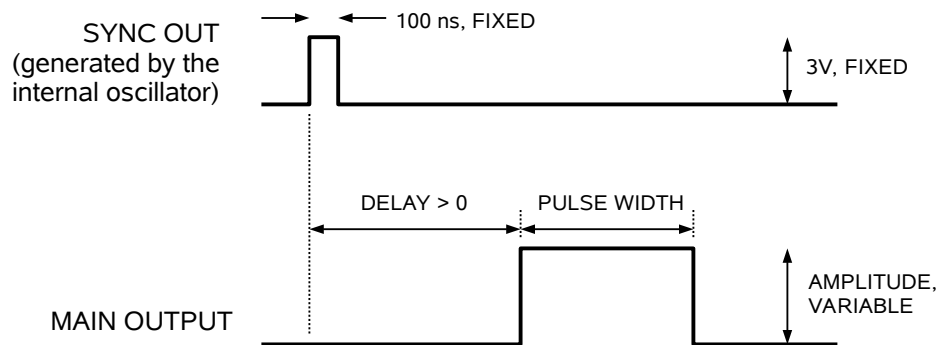 100 ns, FIXED
SYNC OUT
(generated by the
internal oscillator)
3V, FIXED
DELAY > 0
PULSE WIDTH
AMPLITUDE,
VARIABLE
MAIN OUTPUT